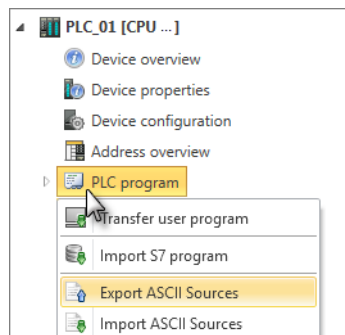 PLC_01 [CPU ...]
Device overview
Device properties
Device configuration
Address overview
PLC program
Transfer user program
Import S7 program
Export ASCII Sources
Import ASCII Sources